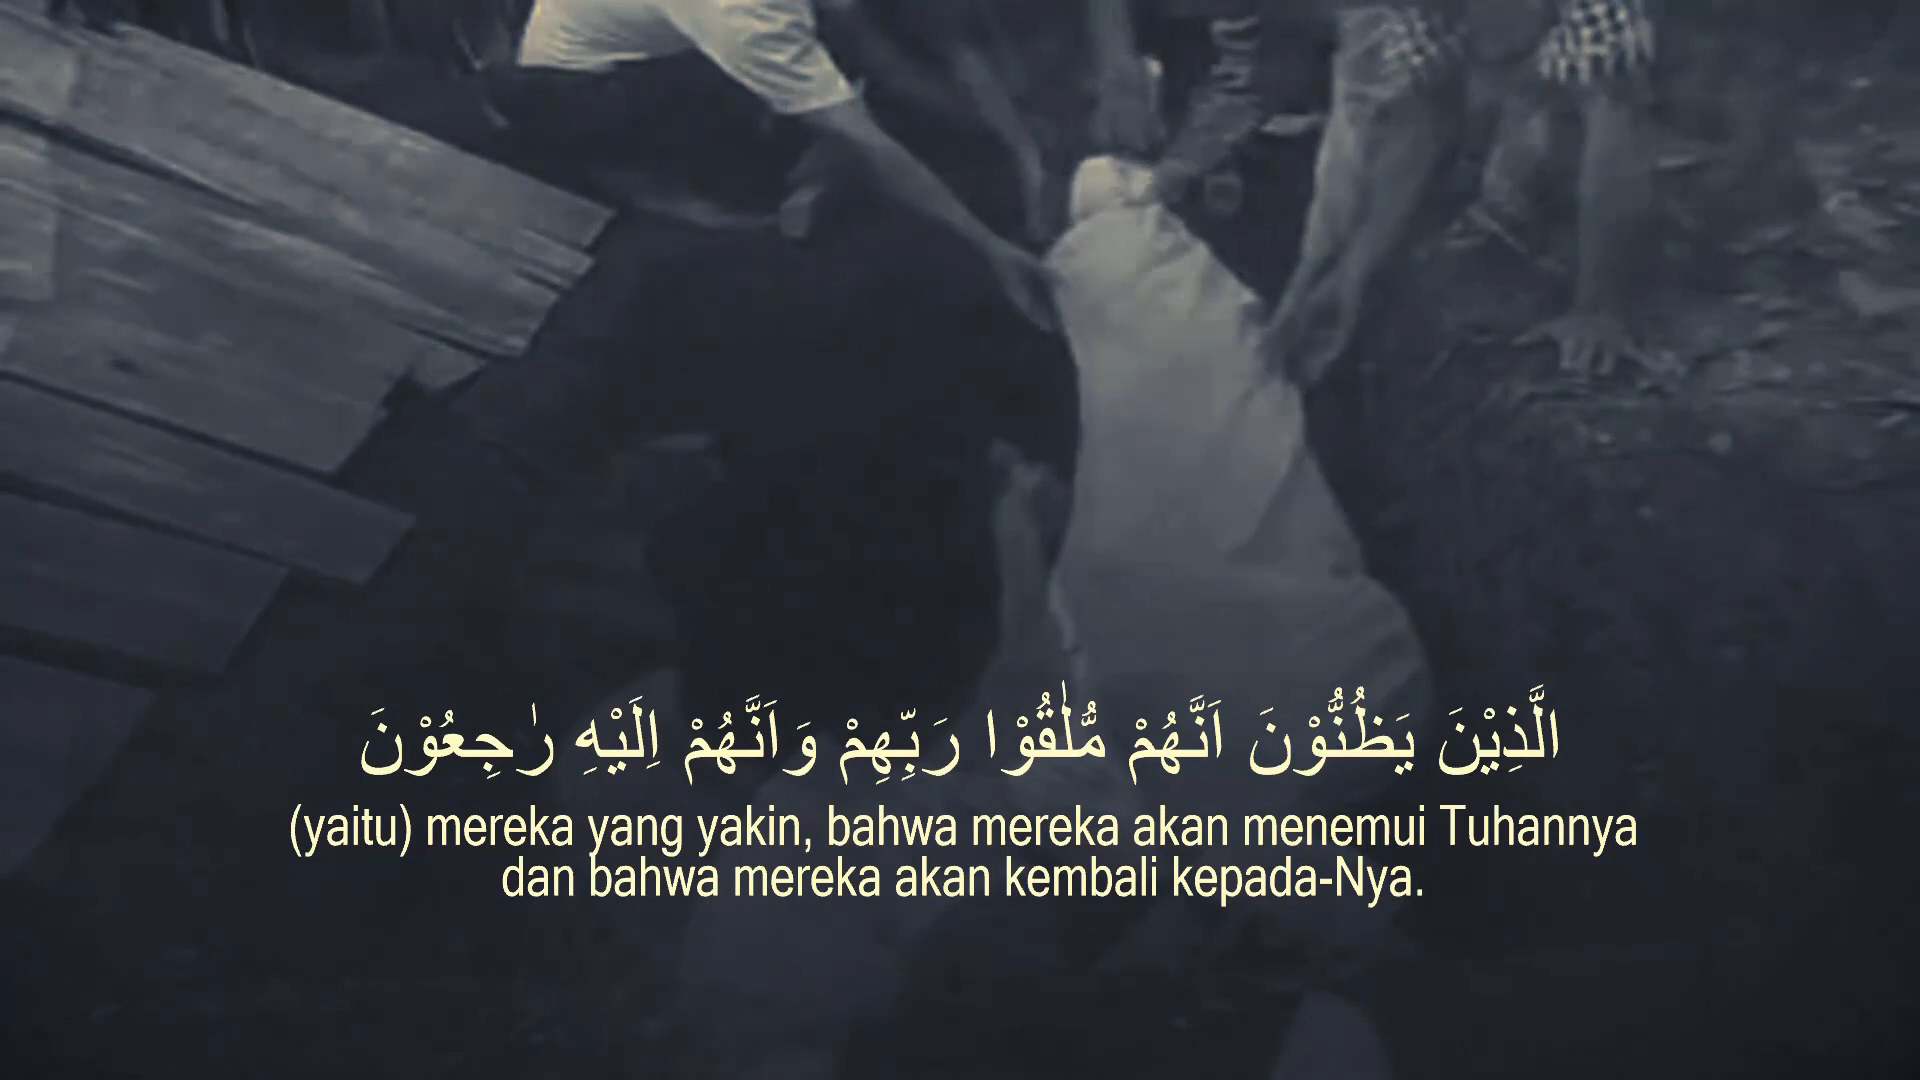 الَّذِيْنَ يَظُنُّوْنَ اَنَّهُمْ مُّلٰقُوْا رَبِّهِمْ وَاَنَّهُمْ اِلَيْهِ رٰجِعُوْنَ
(yaitu) mereka yang yakin, bahwa mereka akan menemui Tuhannya
dan bahwa mereka akan kembali kepada-Nya.